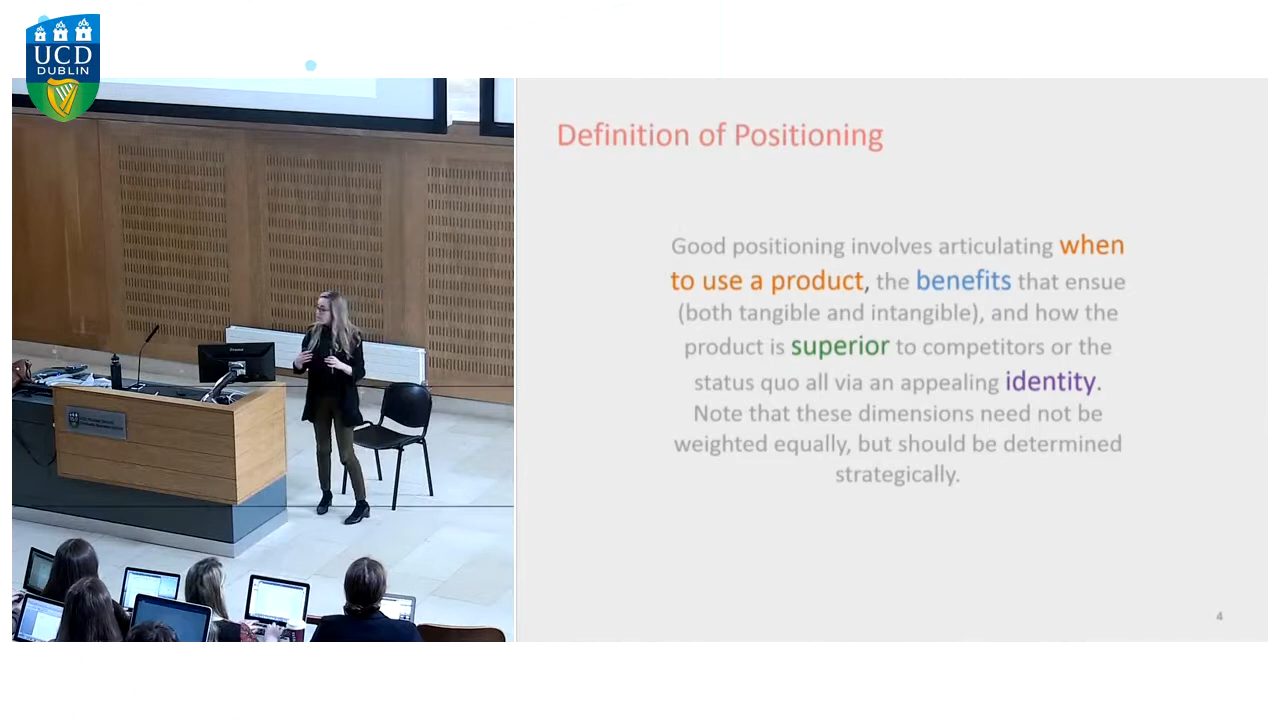 UCD
DUBLIN
Definition of Positioning
Good positioning involves articulating when
to use a product, the benefits that ensue
(both tangible and intangible), and how the
product is superior to competitors or the
status quo all via an appealing identity.
Note that these dimensions need not be
weighted equally, but should be determined
strategically.
4